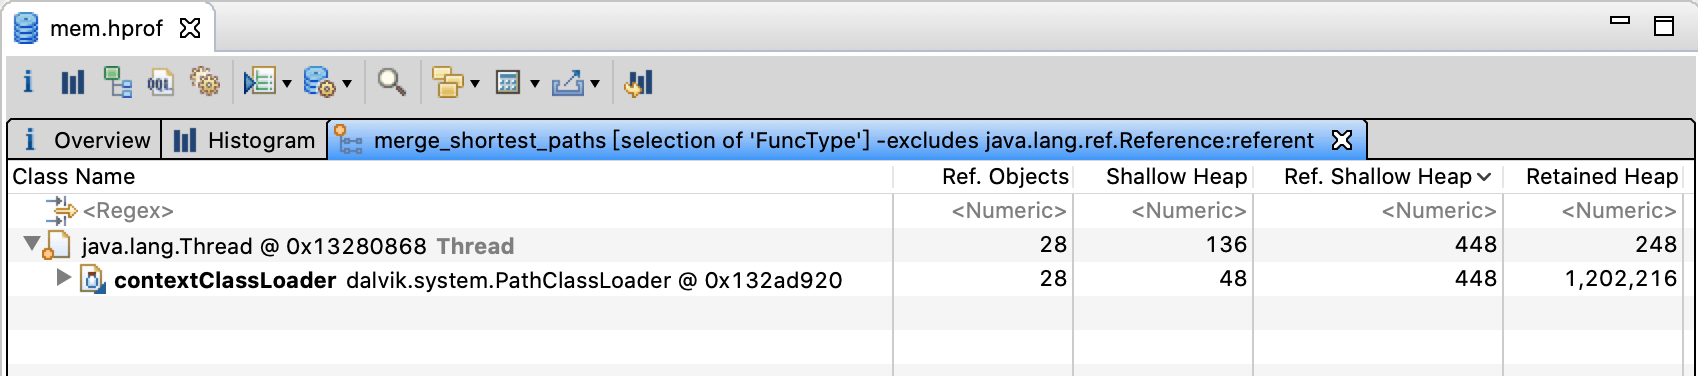 mem.hprof
i OQL
i Overview Histogram merge_shortest_paths [selection of 'FuncType'] -excludes java.lang.ref.Reference:referent
Class Name Ref. Objects Shallow Heap Ref. Shallow Heap Retained Heap
<Regex> <Numeric> <Numeric> <Numeric> <Numeric>
java.lang.Thread @ 0x13280868 Thread 28 136 448 248
contextClassLoader dalvik.system.PathClassLoader @ 0x132ad920 28 48 448 1,202,216